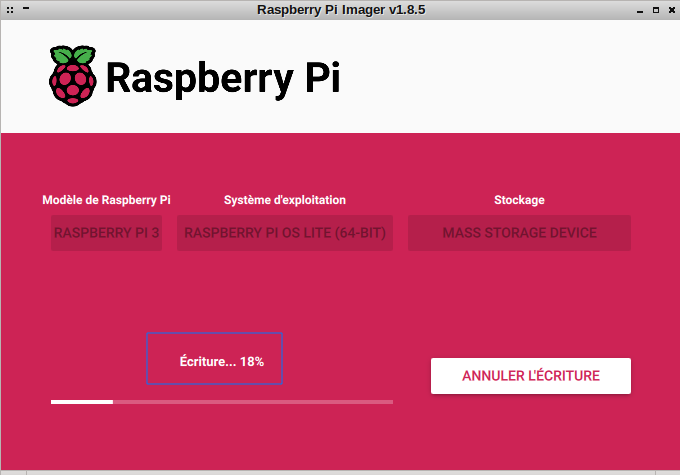 Raspberry Pi Imager v1.8.5
Raspberry Pi
Modèle de Raspberry Pi Système d'exploitation Stockage
RASPBERRY PI 3 RASPBERRY PI OS LITE (64-BIT) MASS STORAGE DEVICE
Écriture... 18%
ANNULER L'ÉCRITURE